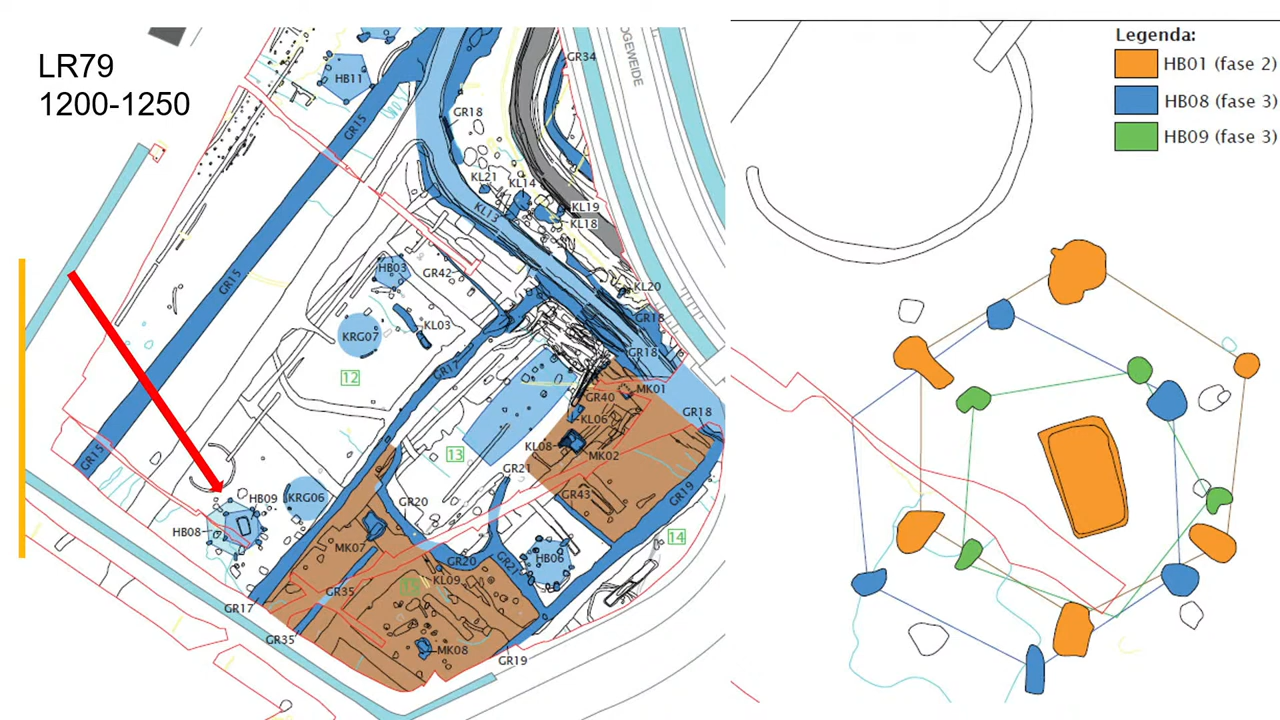 LR79
1200-1250
HB11
GR15
GR18
GR34
OGEWEIDE
KL21
KL14
KL19
KL18
KL13
GR15
HB03
GR42
KL20
GR18
KRG07
KL03
GR18
12
GR17
GR40
MK01
KL06
GR18
13
KL08
MK02
GR15
GR21
HB09
KRG06
GR20
GR43
GR19
HB08
MK07
14
GR20
GR21
HB06
KL09
GR35
GR17
GR35
MK08
GR19
Legenda:
HB01 (fase 2)
HB08 (fase 3)
HB09 (fase 3)